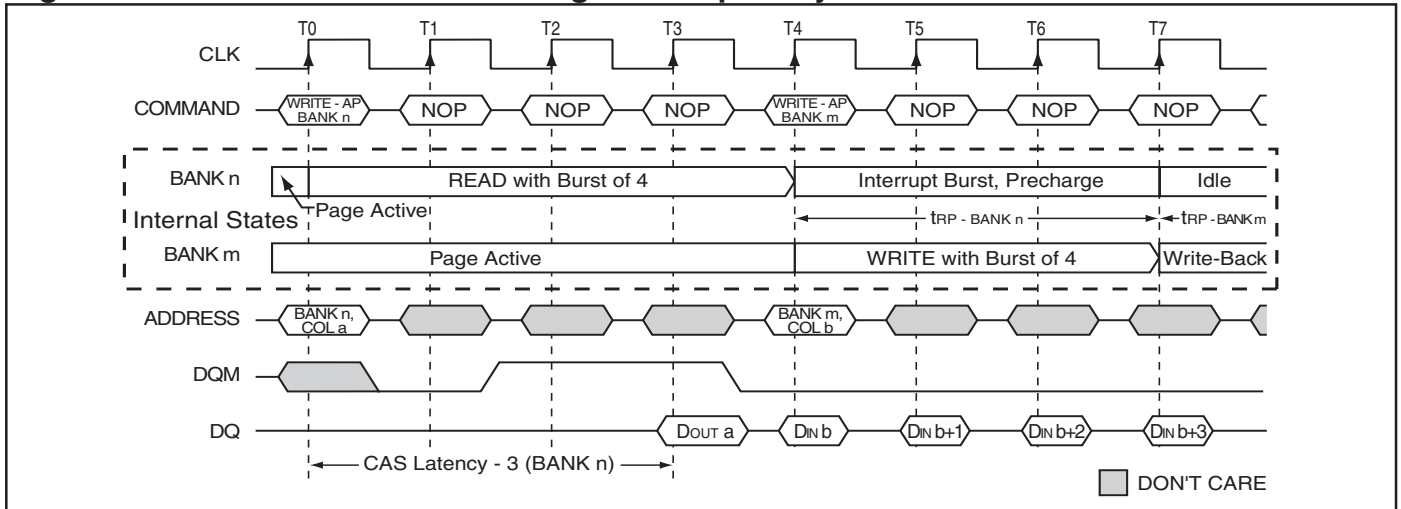 T0 T1 T2 T3 T4 T5 T6 T7
CLK
COMMAND WRITE - AP BANK n NOP NOP NOP WRITE - AP BANK m NOP NOP NOP
BANK n READ with Burst of 4 Interrupt Burst, Precharge Idle
Internal States Page Active tRP - BANK n tRP - BANK m
BANK m Page Active WRITE with Burst of 4 Write-Back
ADDRESS BANK n, COL a BANK m, COL b
DQM
DQ DOUT a DIN b DIN b+1 DIN b+2 DIN b+3
CAS Latency - 3 (BANK n)
DON'T CARE